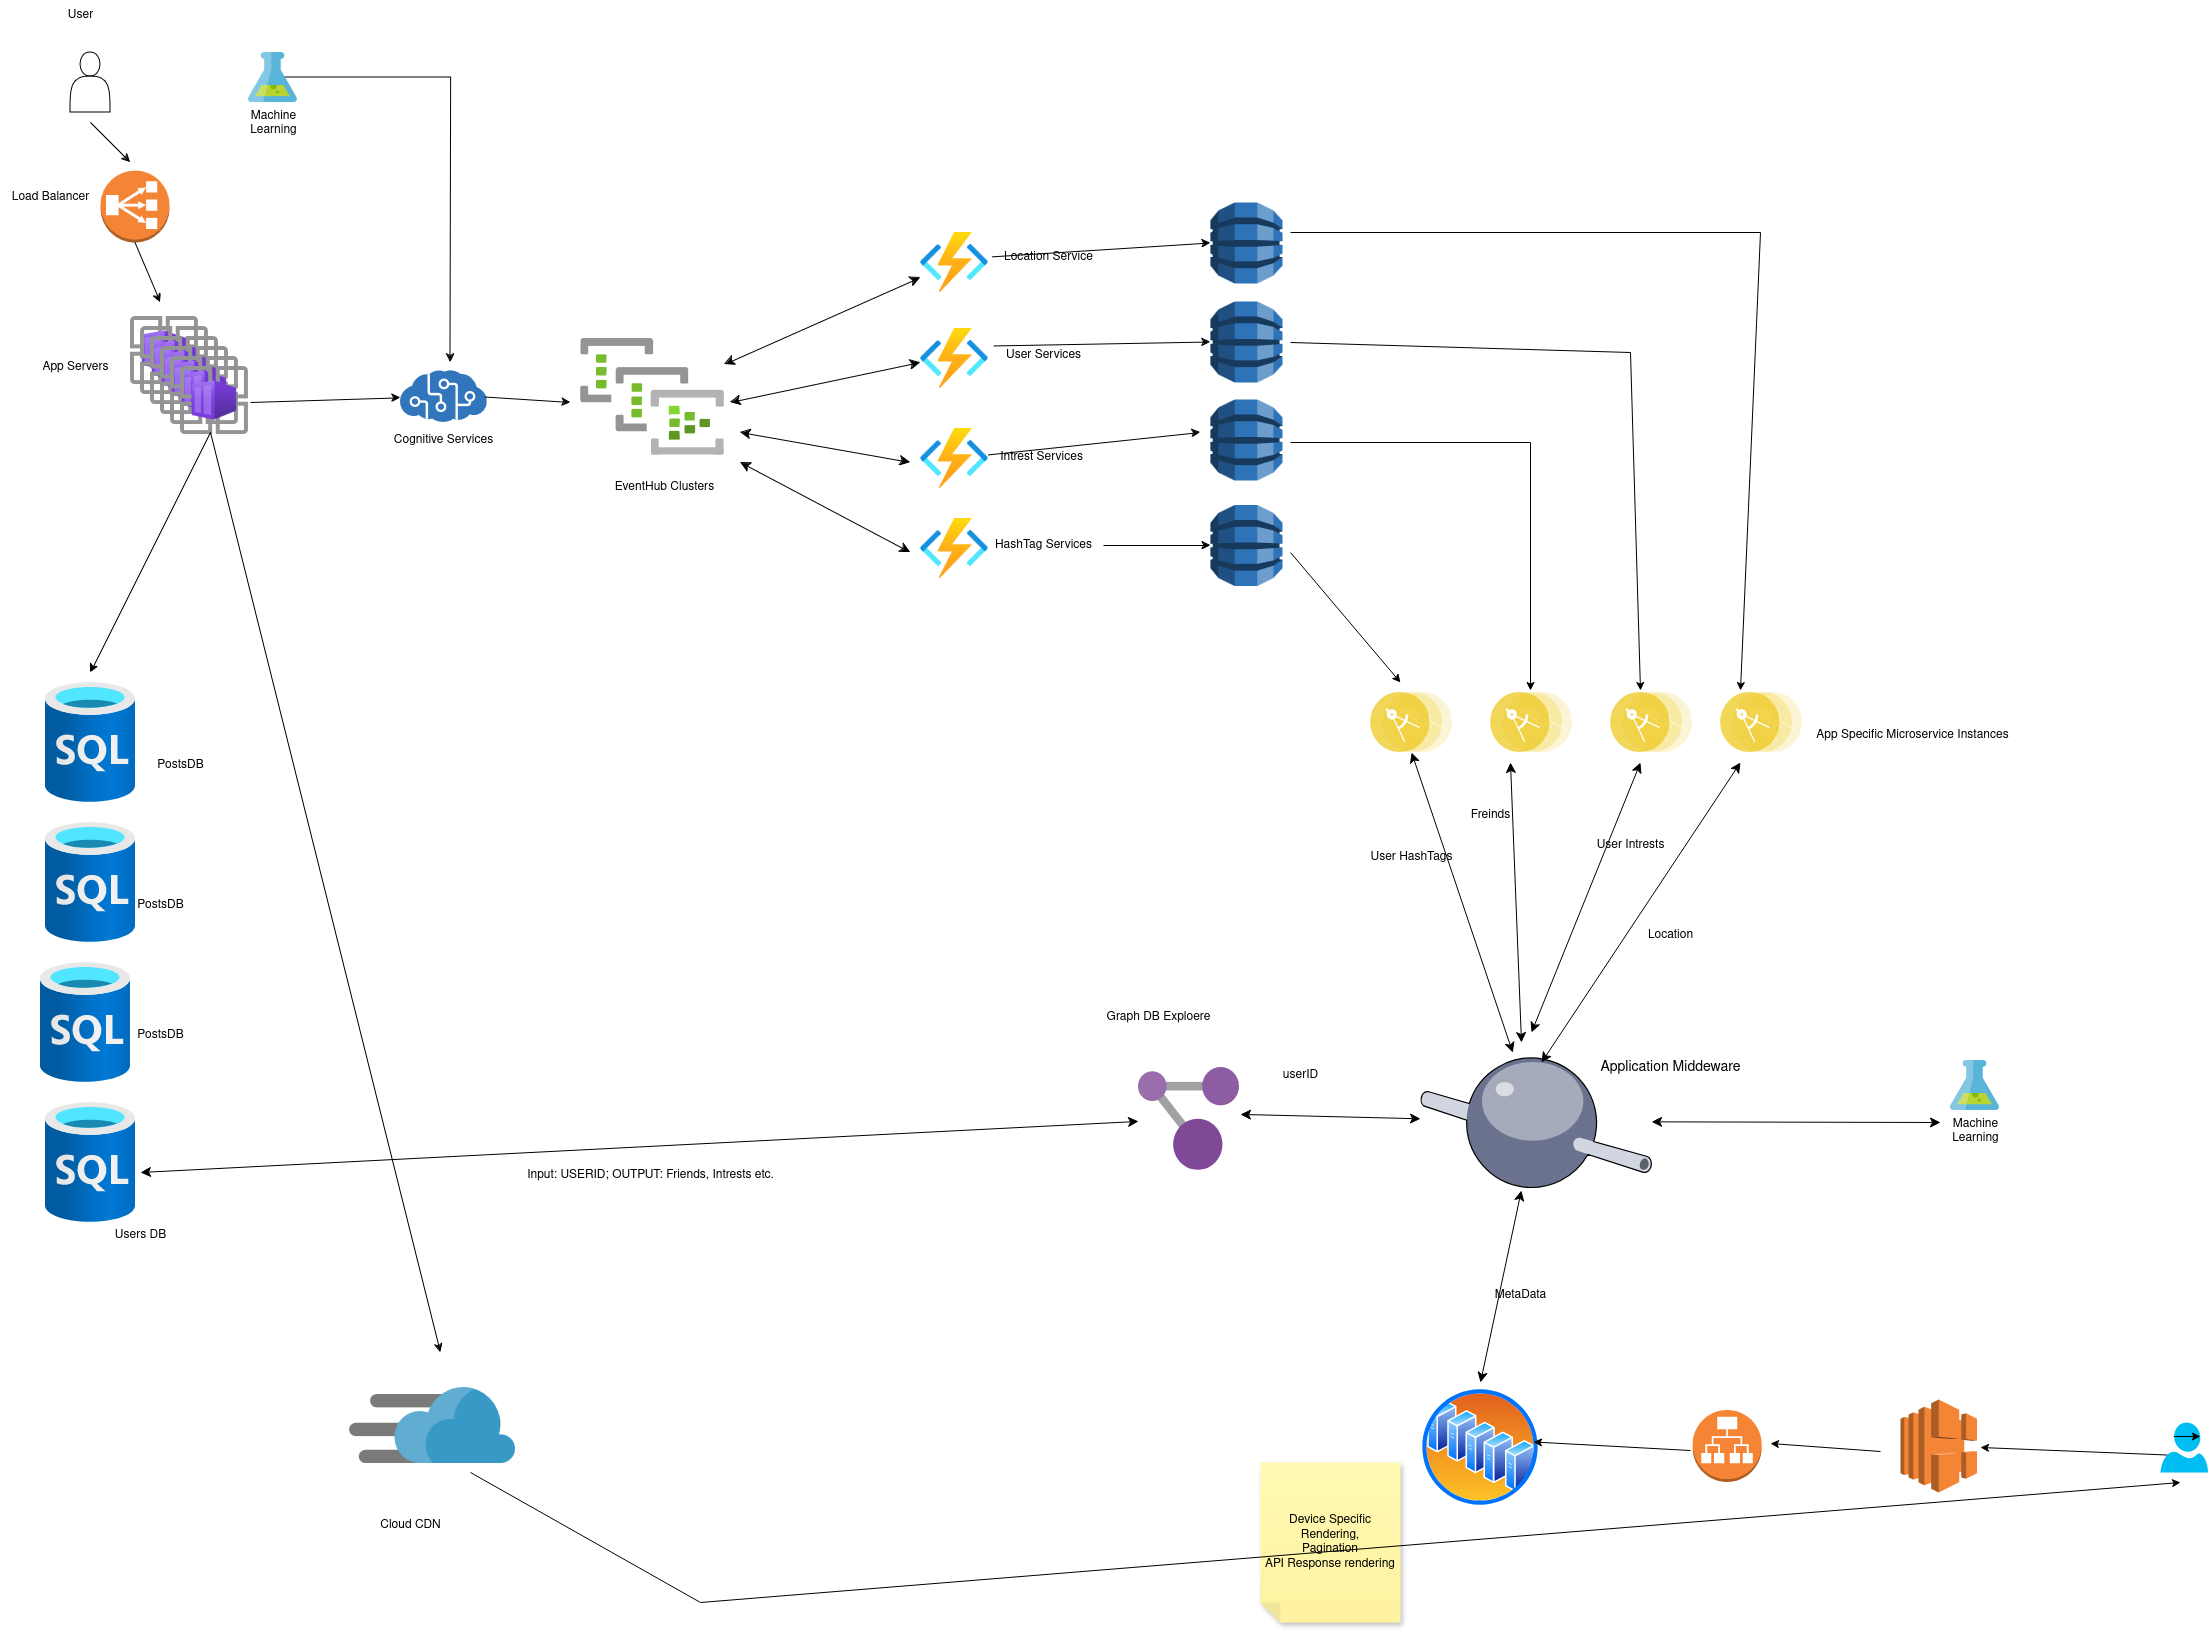 User
Machine
Learning
Load Balancer
Location Service
User Services
App Servers
Cognitive Services
Intrest Services
EventHub Clusters
HashTag Services
SQL
PostsDB
App Specific Microservice Instances
Freinds
User Intrests
User HashTags
SQL
PostsDB
Location
SQL
PostsDB
Graph DB Exploere
userID
Application Middeware
Machine
Learning
SQL
Input: USERID; OUTPUT: Friends, Intrests etc.
Users DB
MetaData
Cloud CDN
Device Specific
Rendering,
Pagination
API Response rendering